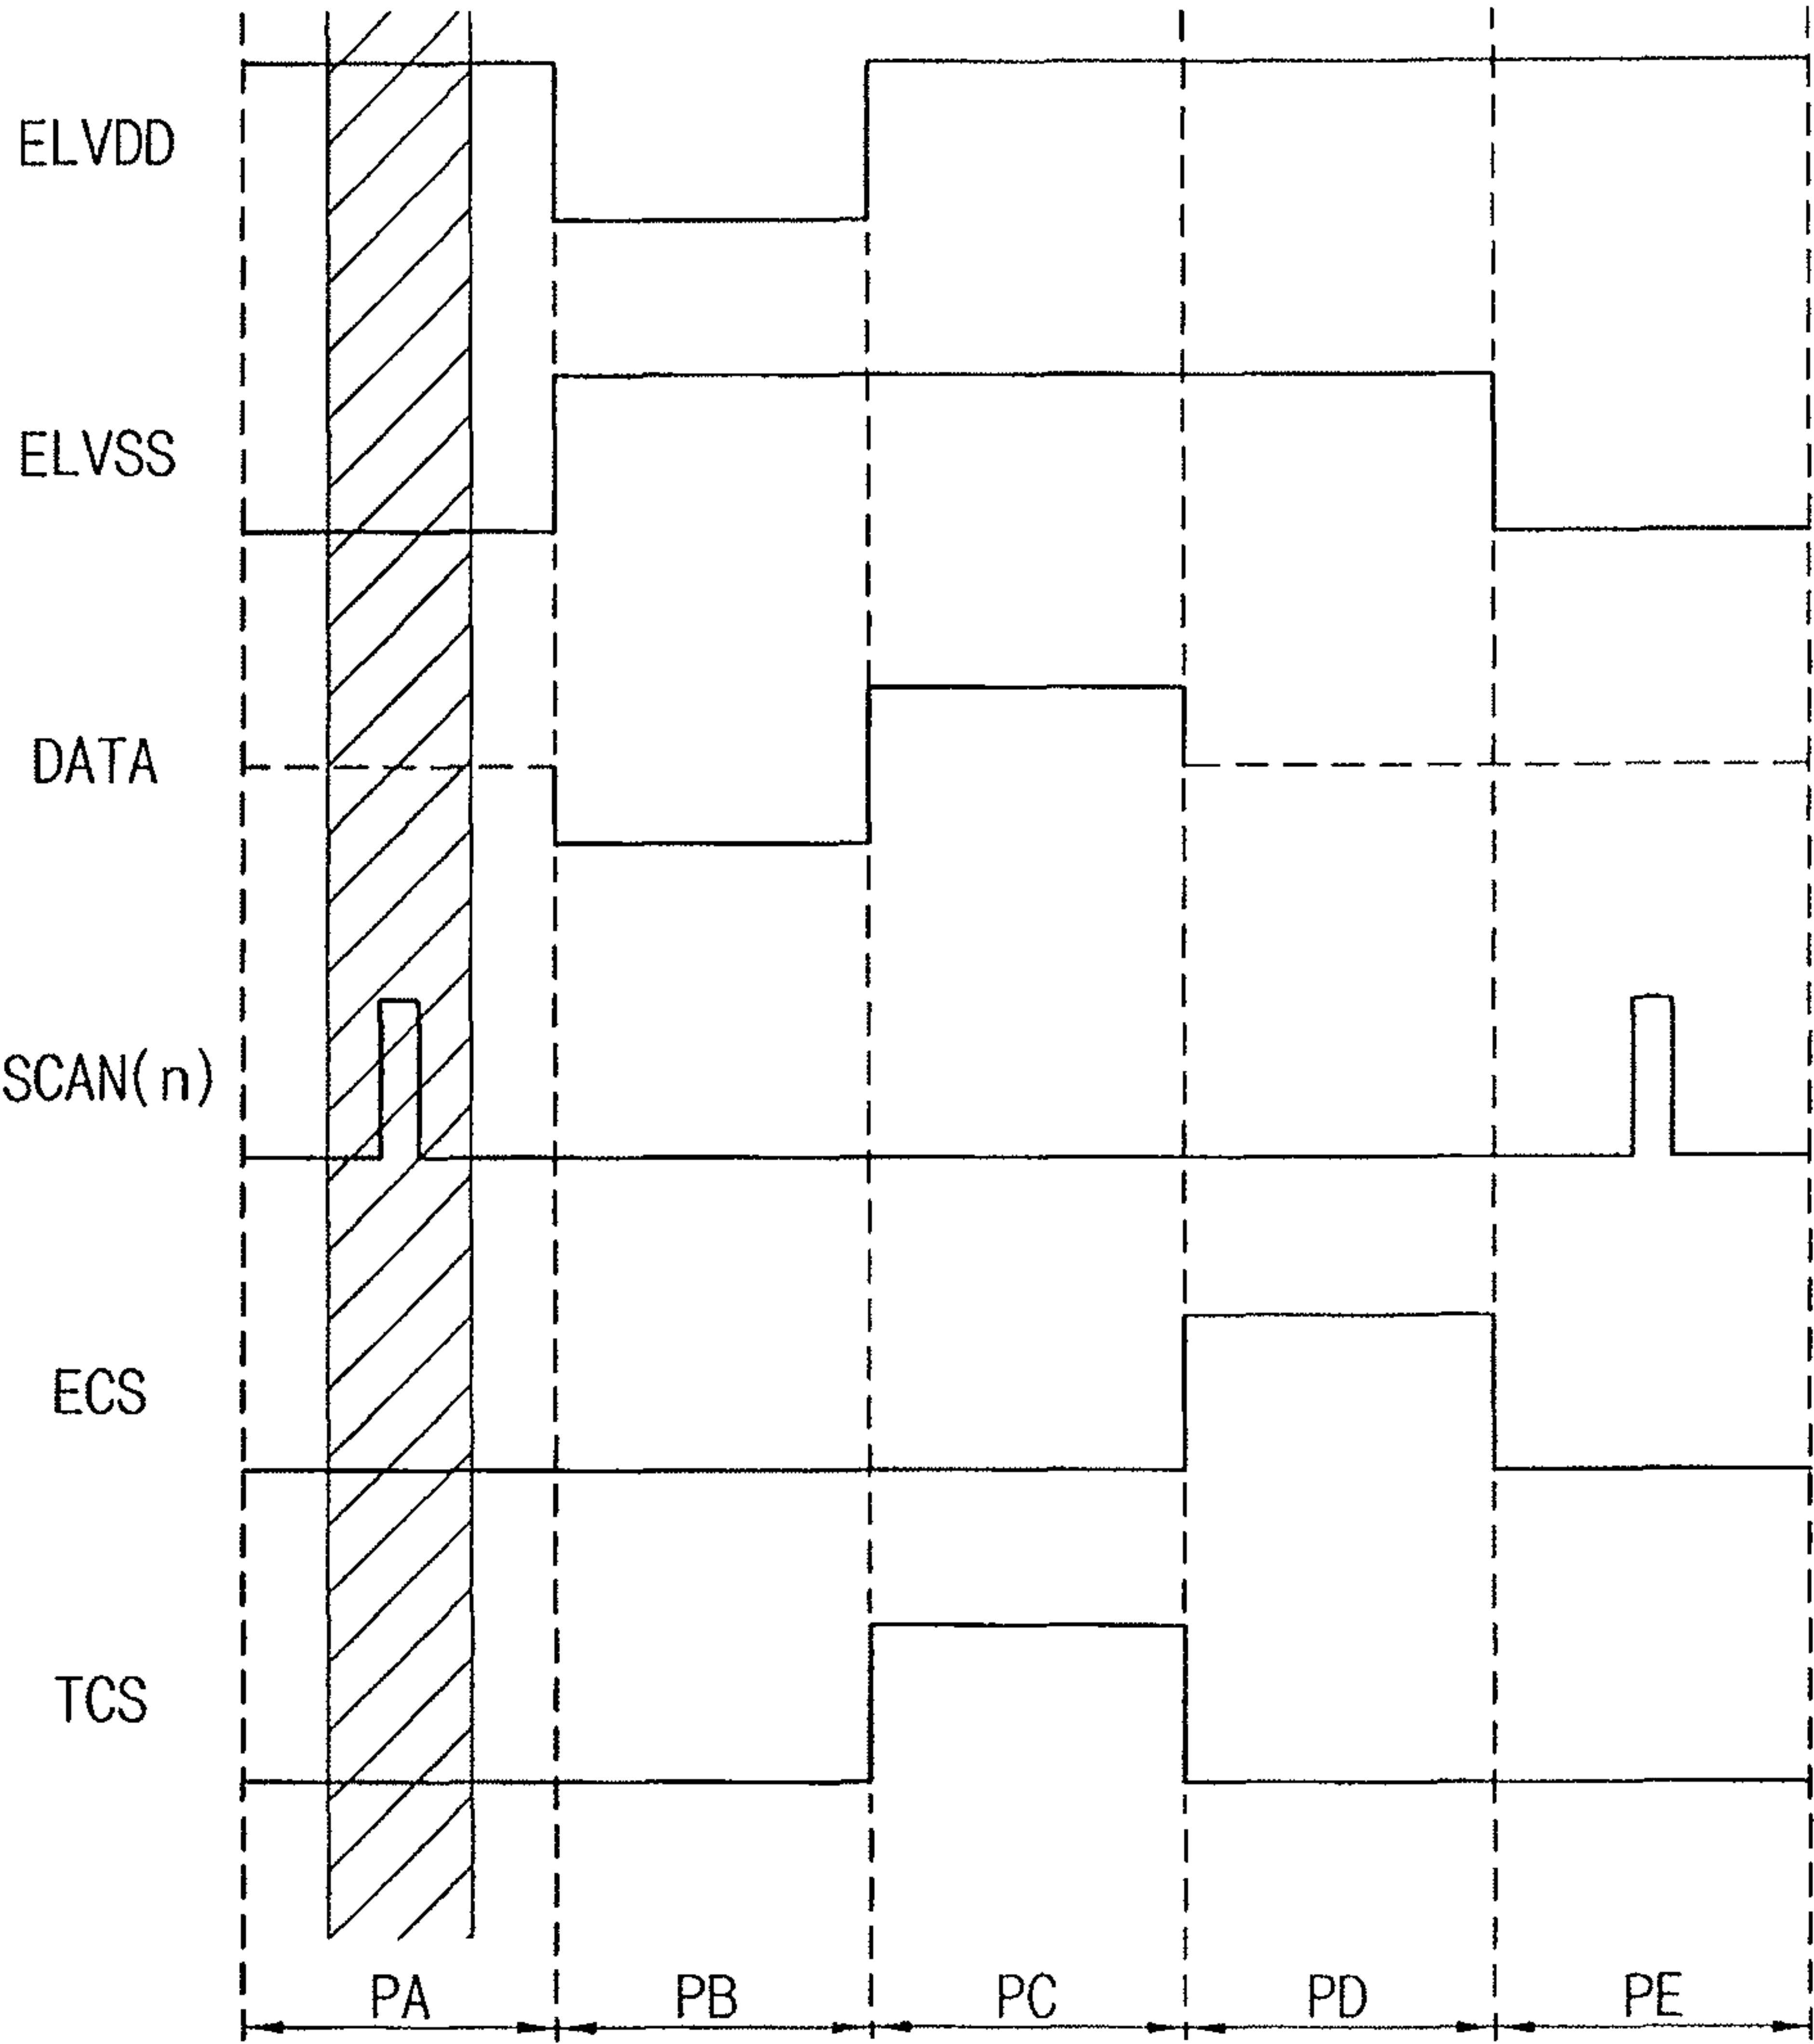 ELVDD
ELVSS
DATA
SCAN(n)
ECS
TCS
PA PB PC PD PE